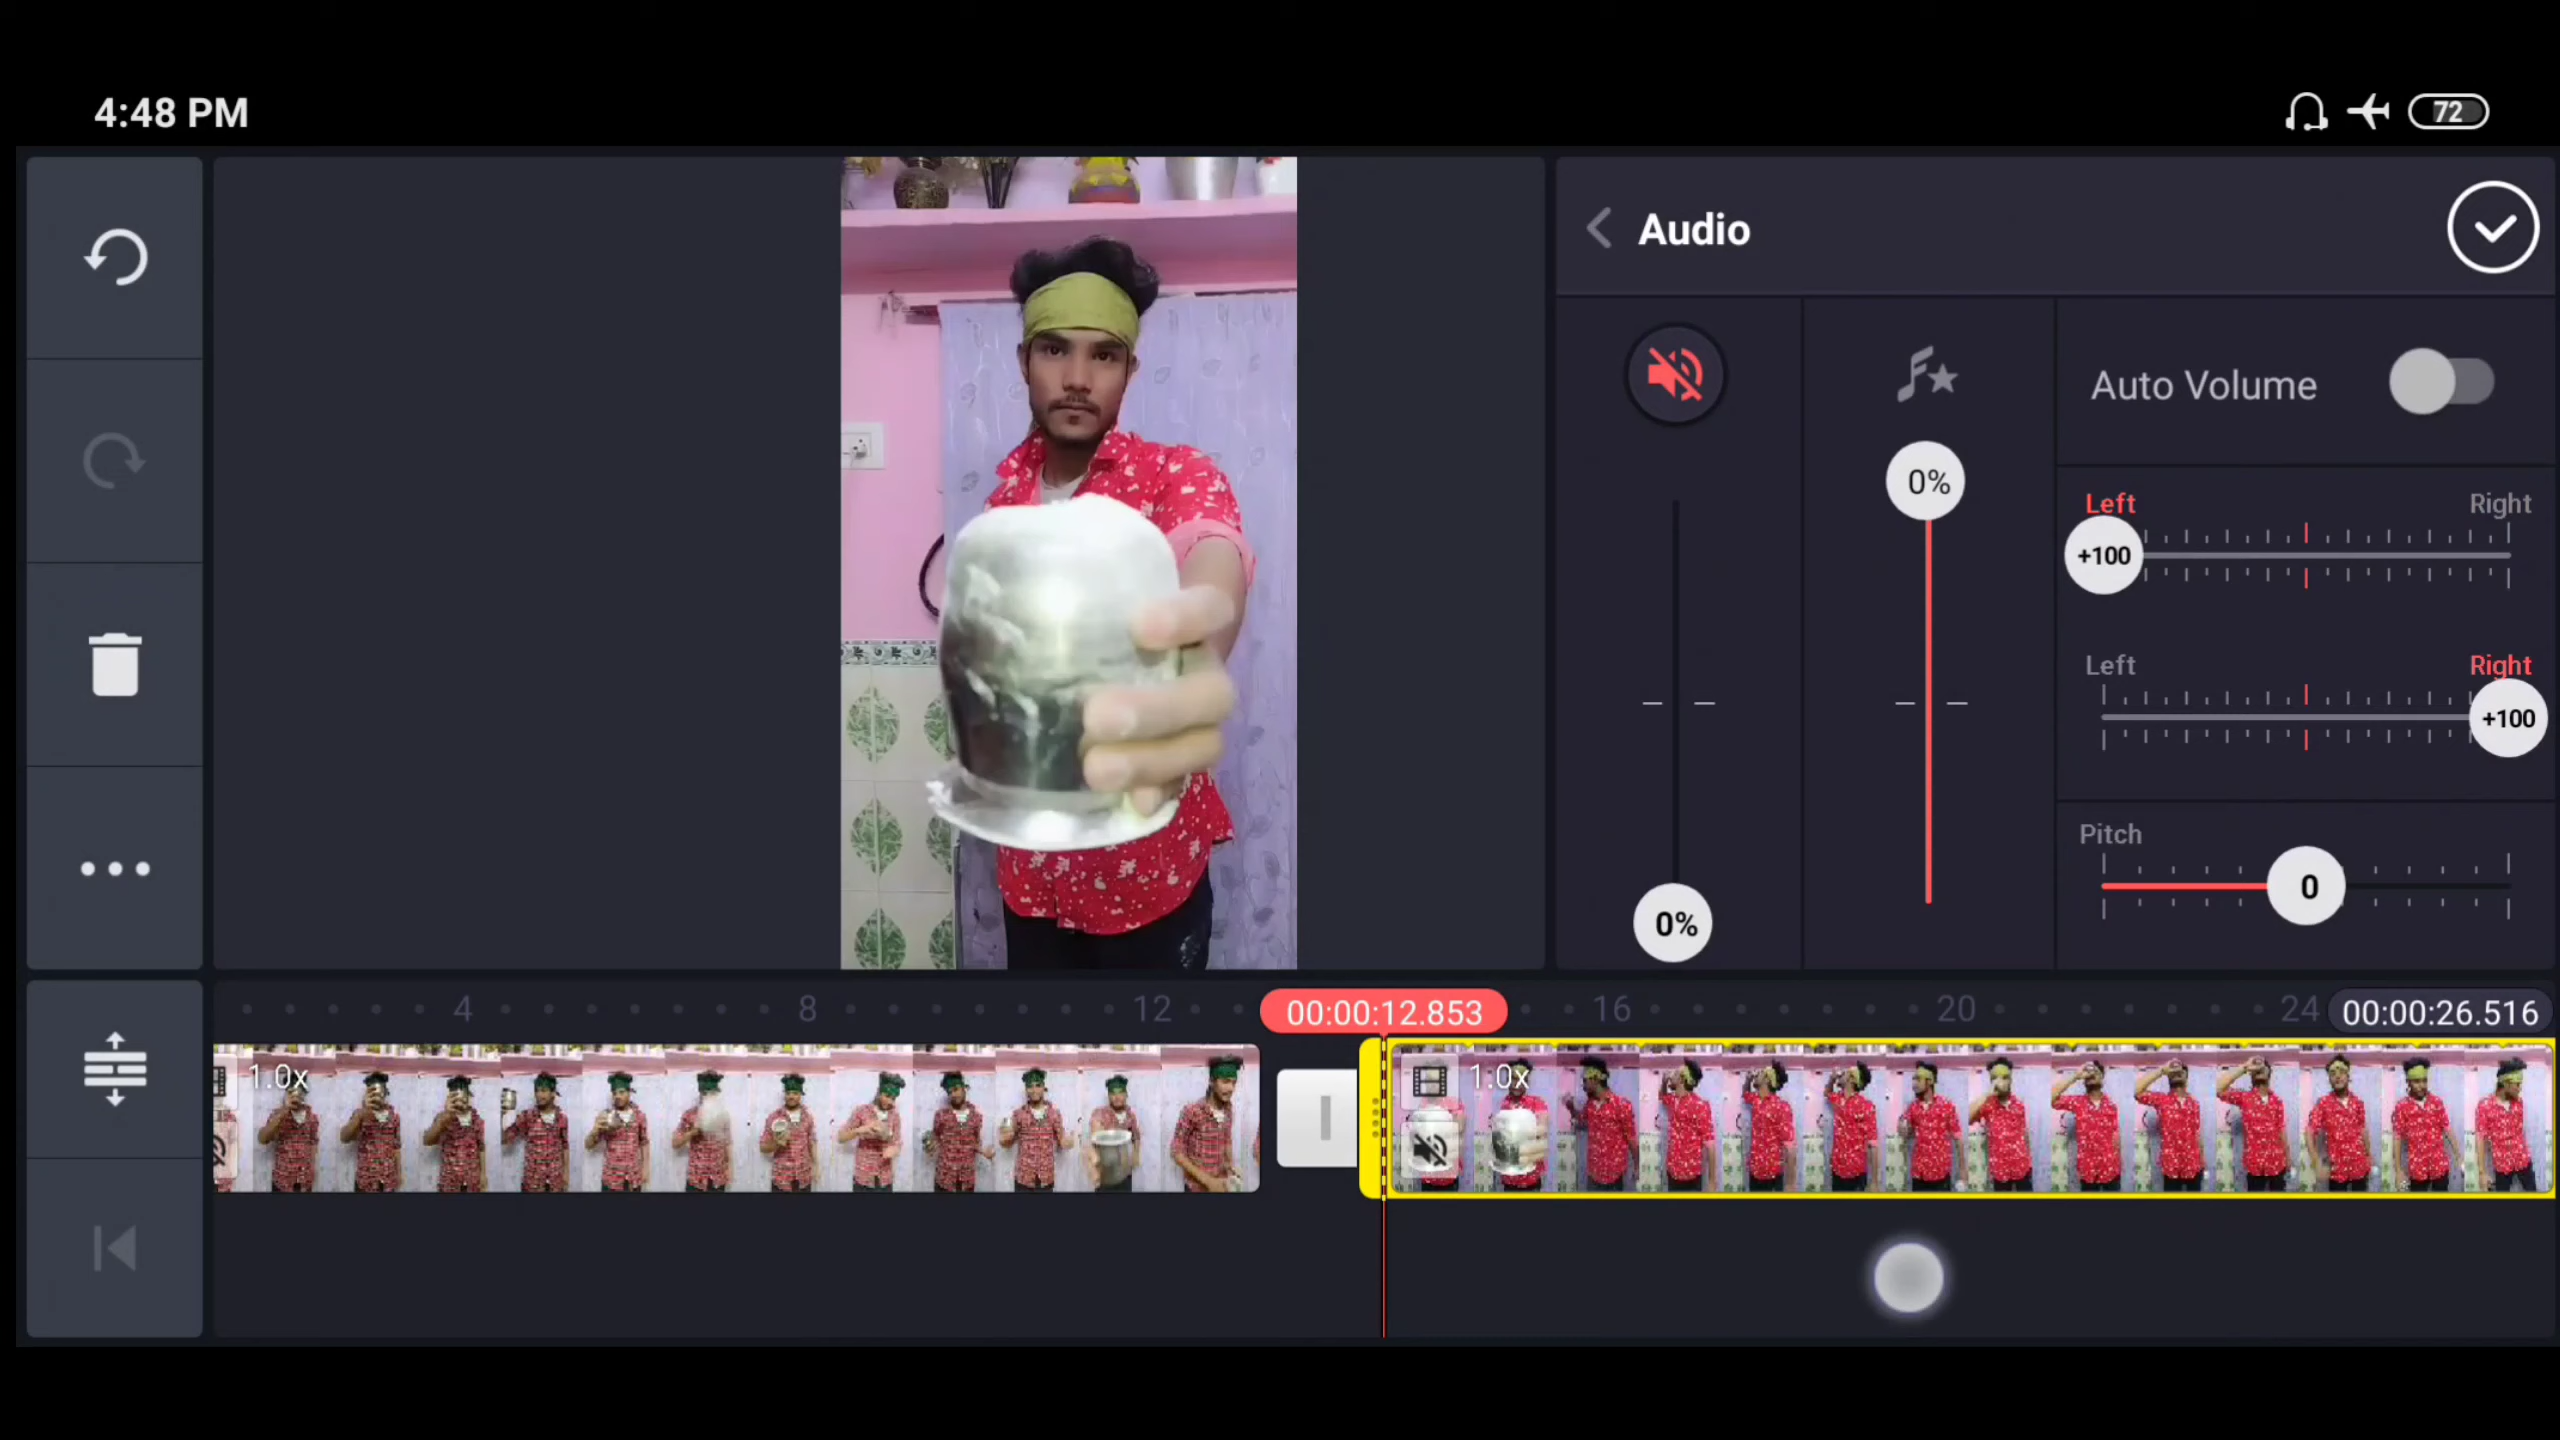 4:48 PM
72
Audio
Auto Volume
0%
Left
Right
+100
Left
Right
+100
Pitch
0
0%
4
8
12
00:00:12.853
16
20
24
00:00:26.516
1.0x
1.0x